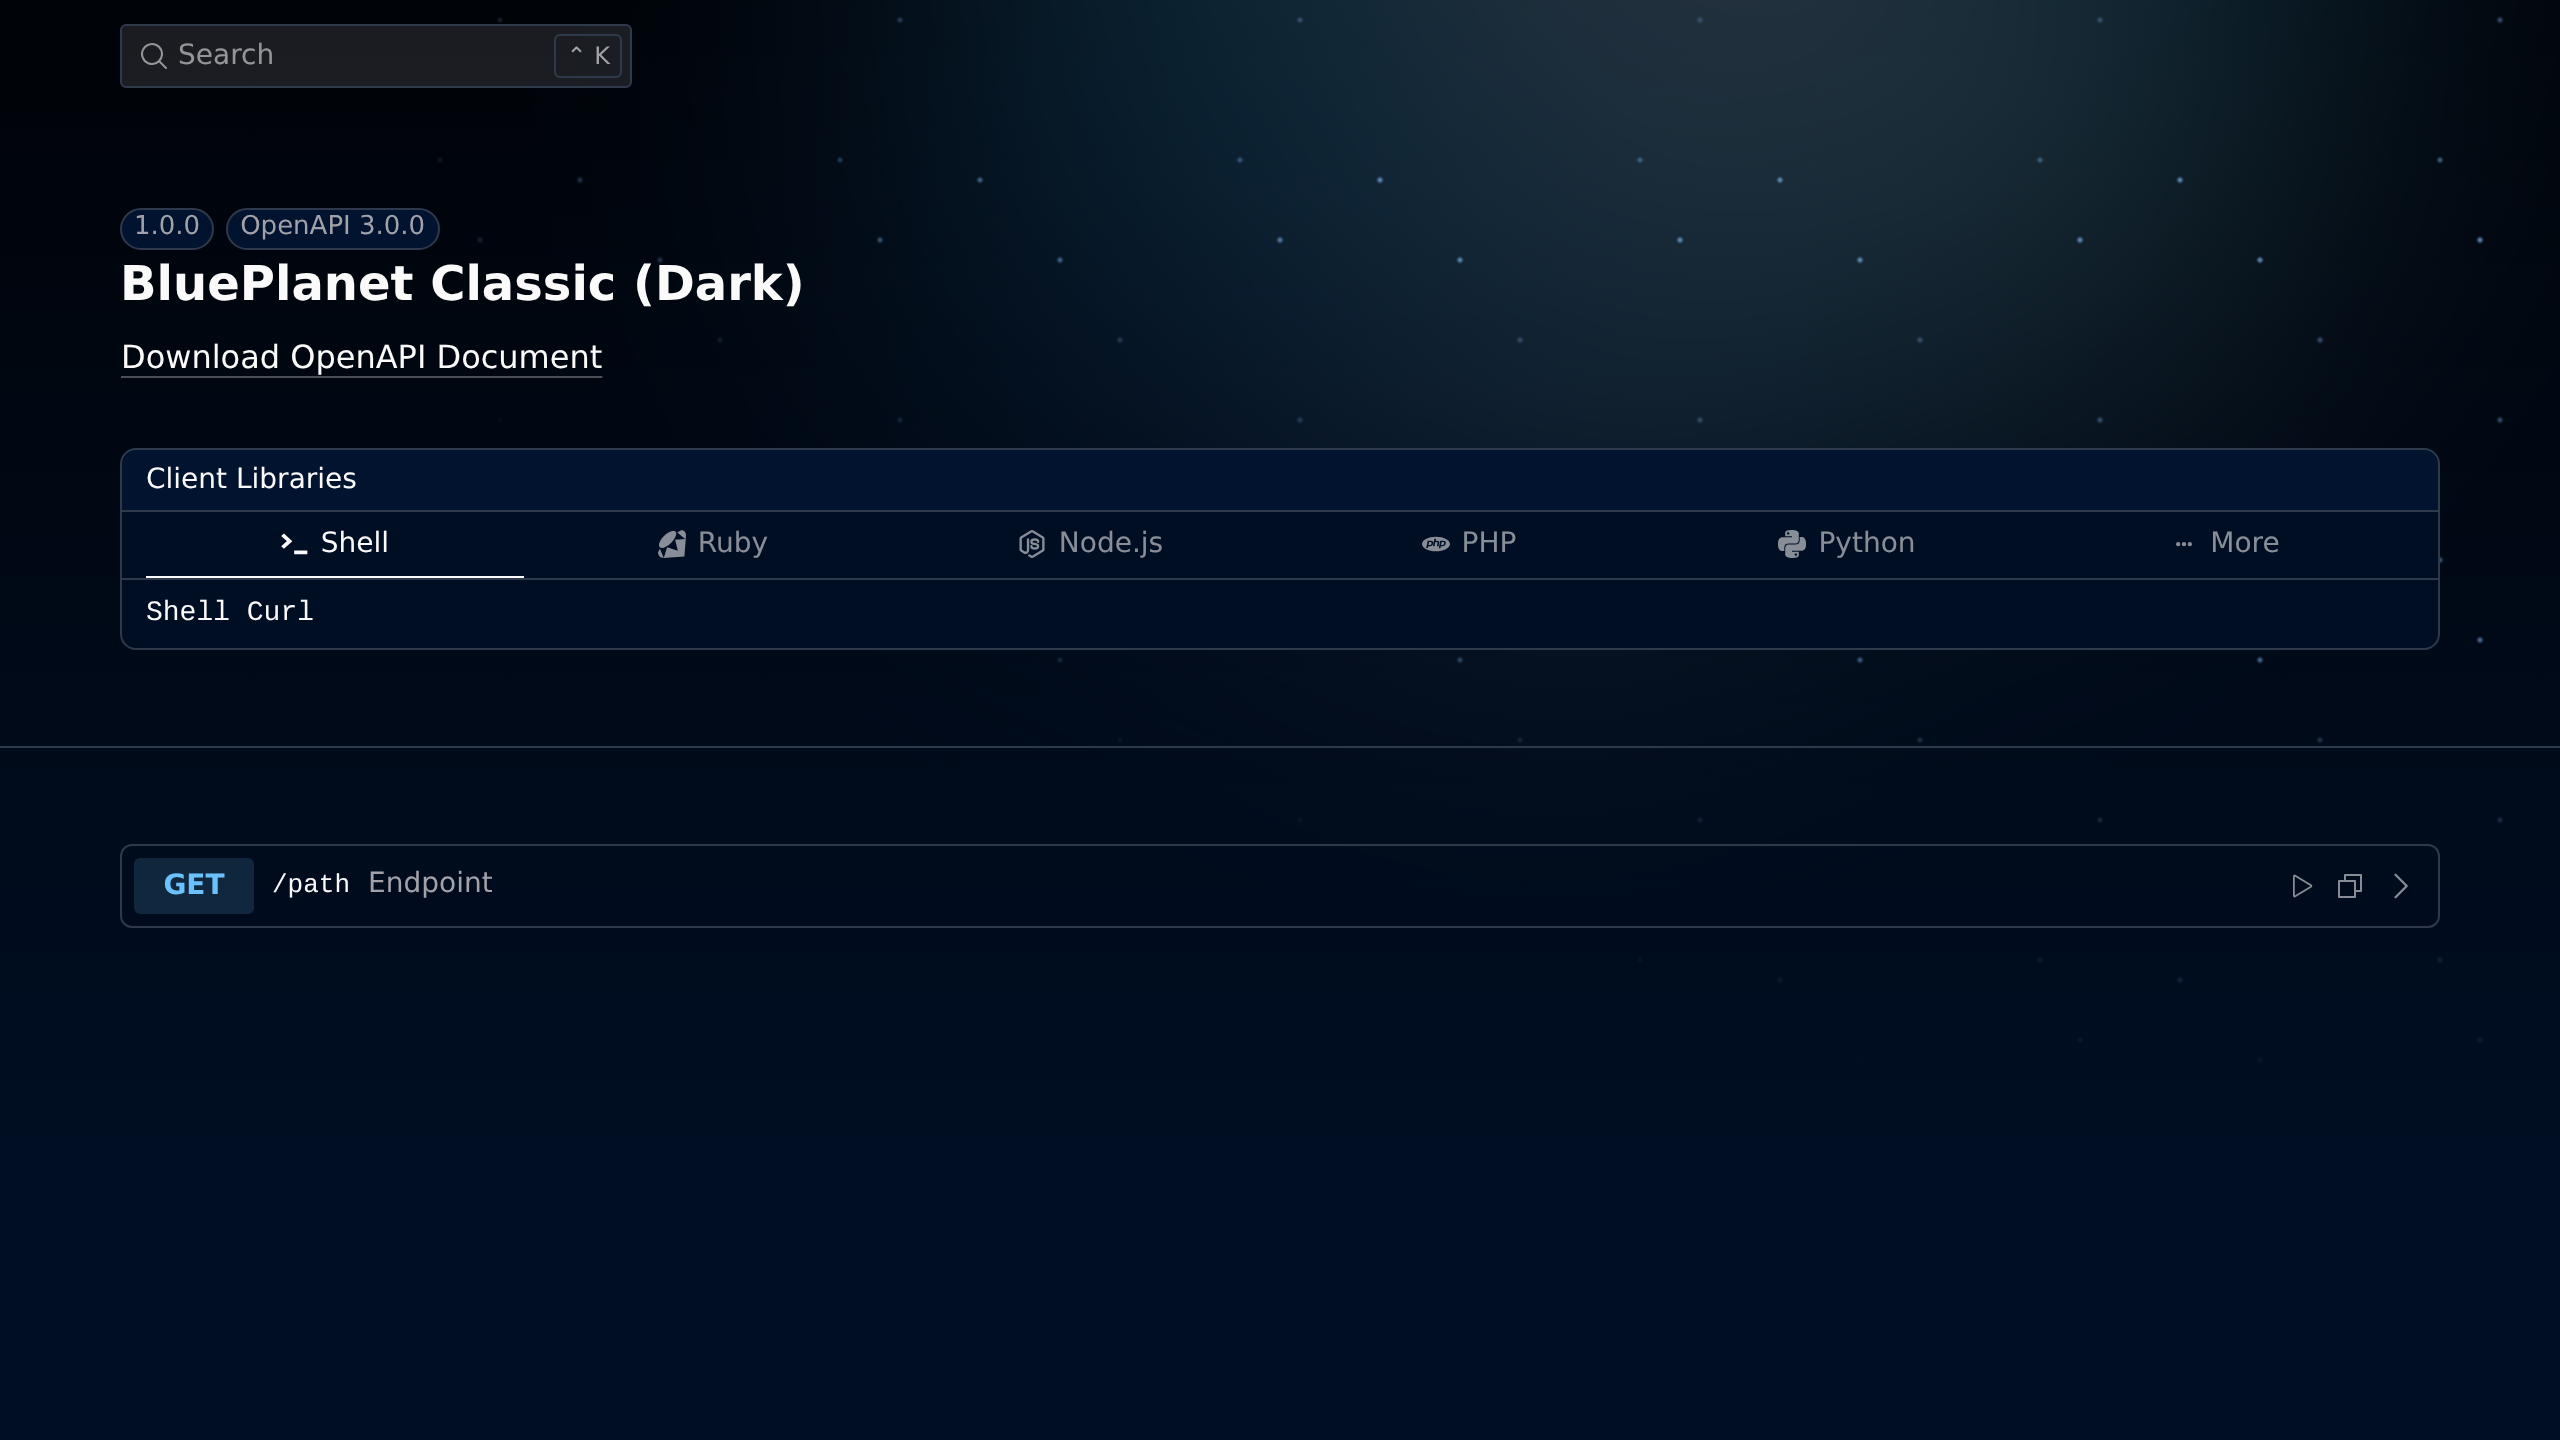 Search ⌃ K
1.0.0 OpenAPI 3.0.0
BluePlanet Classic (Dark)
Download OpenAPI Document
Client Libraries
Shell Ruby Node.js PHP Python More
Shell Curl
GET /path Endpoint